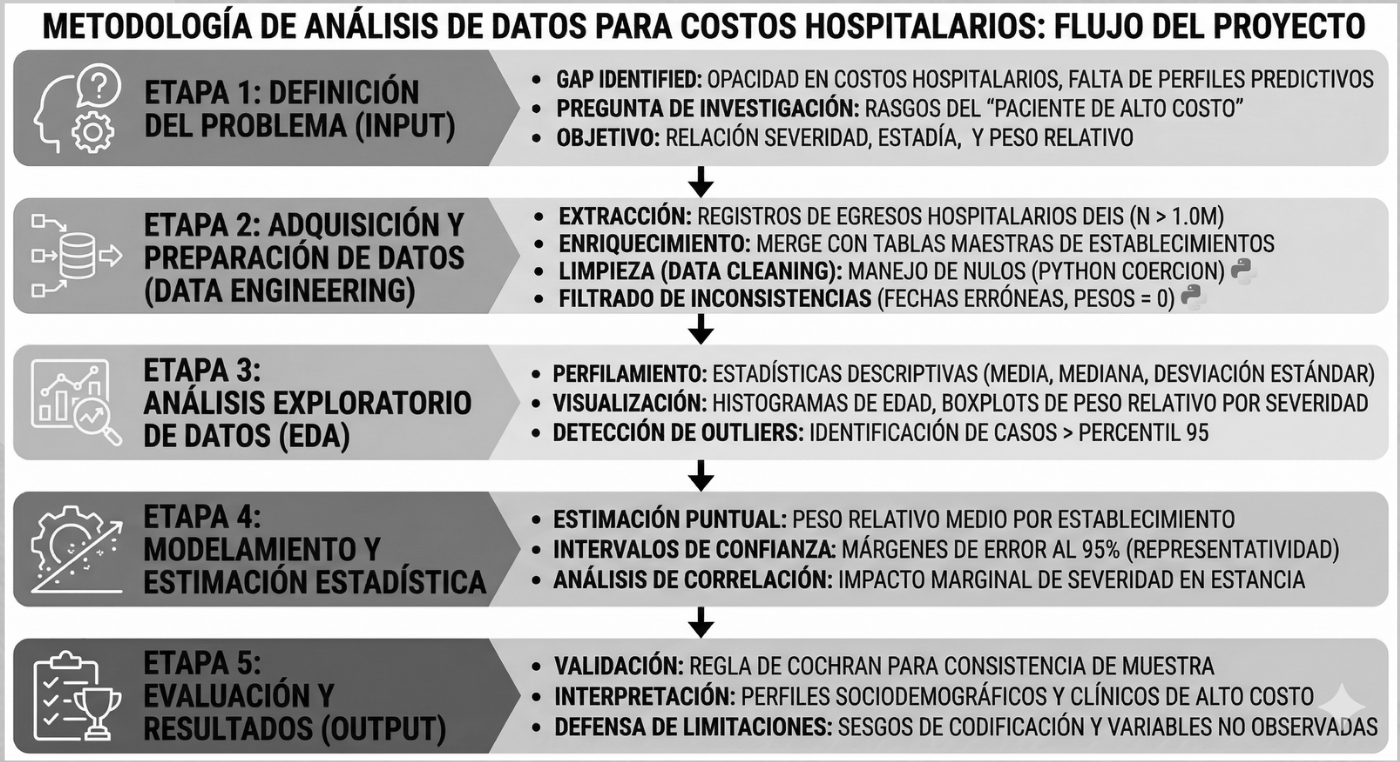 METODOLOGÍA DE ANÁLISIS DE DATOS PARA COSTOS HOSPITALARIOS: FLUJO DEL PROYECTO
ETAPA 1: DEFINICIÓN
DEL PROBLEMA (INPUT)
• GAP IDENTIFIED: OPACIDAD EN COSTOS HOSPITALARIOS, FALTA DE PERFILES PREDICTIVOS
• PREGUNTA DE INVESTIGACIÓN: RASGOS DEL “PACIENTE DE ALTO COSTO”
• OBJETIVO: RELACIÓN SEVERIDAD, ESTADÍA, Y PESO RELATIVO
ETAPA 2: ADQUISICIÓN Y
PREPARACIÓN DE DATOS
(DATA ENGINEERING)
• EXTRACCIÓN: REGISTROS DE EGRESOS HOSPITALARIOS DEIS (N > 1.0M)
• ENRIQUECIMIENTO: MERGE CON TABLAS MAESTRAS DE ESTABLECIMIENTOS
• LIMPIEZA (DATA CLEANING): MANEJO DE NULOS (PYTHON COERCION)
• FILTRADO DE INCONSISTENCIAS (FECHAS ERRÓNEAS, PESOS = 0)
ETAPA 3:
ANÁLISIS EXPLORATORIO
DE DATOS (EDA)
• PERFILAMIENTO: ESTADÍSTICAS DESCRIPTIVAS (MEDIA, MEDIANA, DESVIACIÓN ESTÁNDAR)
• VISUALIZACIÓN: HISTOGRAMAS DE EDAD, BOXPLOTS DE PESO RELATIVO POR SEVERIDAD
• DETECCIÓN DE OUTLIERS: IDENTIFICACIÓN DE CASOS > PERCENTIL 95
ETAPA 4:
MODELAMIENTO Y
ESTIMACIÓN ESTADÍSTICA
• ESTIMACIÓN PUNTUAL: PESO RELATIVO MEDIO POR ESTABLECIMIENTO
• INTERVALOS DE CONFIANZA: MÁRGENES DE ERROR AL 95% (REPRESENTATIVIDAD)
• ANÁLISIS DE CORRELACIÓN: IMPACTO MARGINAL DE SEVERIDAD EN ESTANCIA
ETAPA 5:
EVALUACIÓN Y
RESULTADOS (OUTPUT)
• VALIDACIÓN: REGLA DE COCHRAN PARA CONSISTENCIA DE MUESTRA
• INTERPRETACIÓN: PERFILES SOCIODEMOGRÁFICOS Y CLÍNICOS DE ALTO COSTO
• DEFENSA DE LIMITACIONES: SESGOS DE CODIFICACIÓN Y VARIABLES NO OBSERVADAS